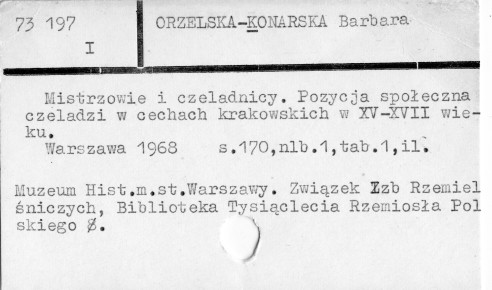 73 197
I
ORZELSKA-KONARSKA Barbara
Mistrzowie i czeladnicy. Pozycja społeczna
czeladzi w cechach krakowskich w XV-XVII wie-
ku.
Warszawa 1968 s.170,nlb.1,tab.1,il.
Muzeum Hist.m.st.Warszawy. Związek Izb Rzemiel
śniczych, Biblioteka Tysiąclecia Rzemiosła Pol
skiego